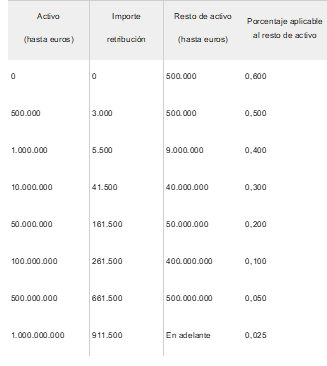 Activo Importe Resto de activo Porcentaje aplicable
(hasta euros) retribución (hasta euros) al resto de activo
0 0 500.000 0,600
500.000 3.000 500.000 0,500
1.000.000 5.500 9.000.000 0,400
10.000.000 41.500 40.000.000 0,300
50.000.000 161.500 50.000.000 0,200
100.000.000 261.500 400.000.000 0,100
500.000.000 661.500 500.000.000 0,050
1.000.000.000 911.500 En adelante 0,025